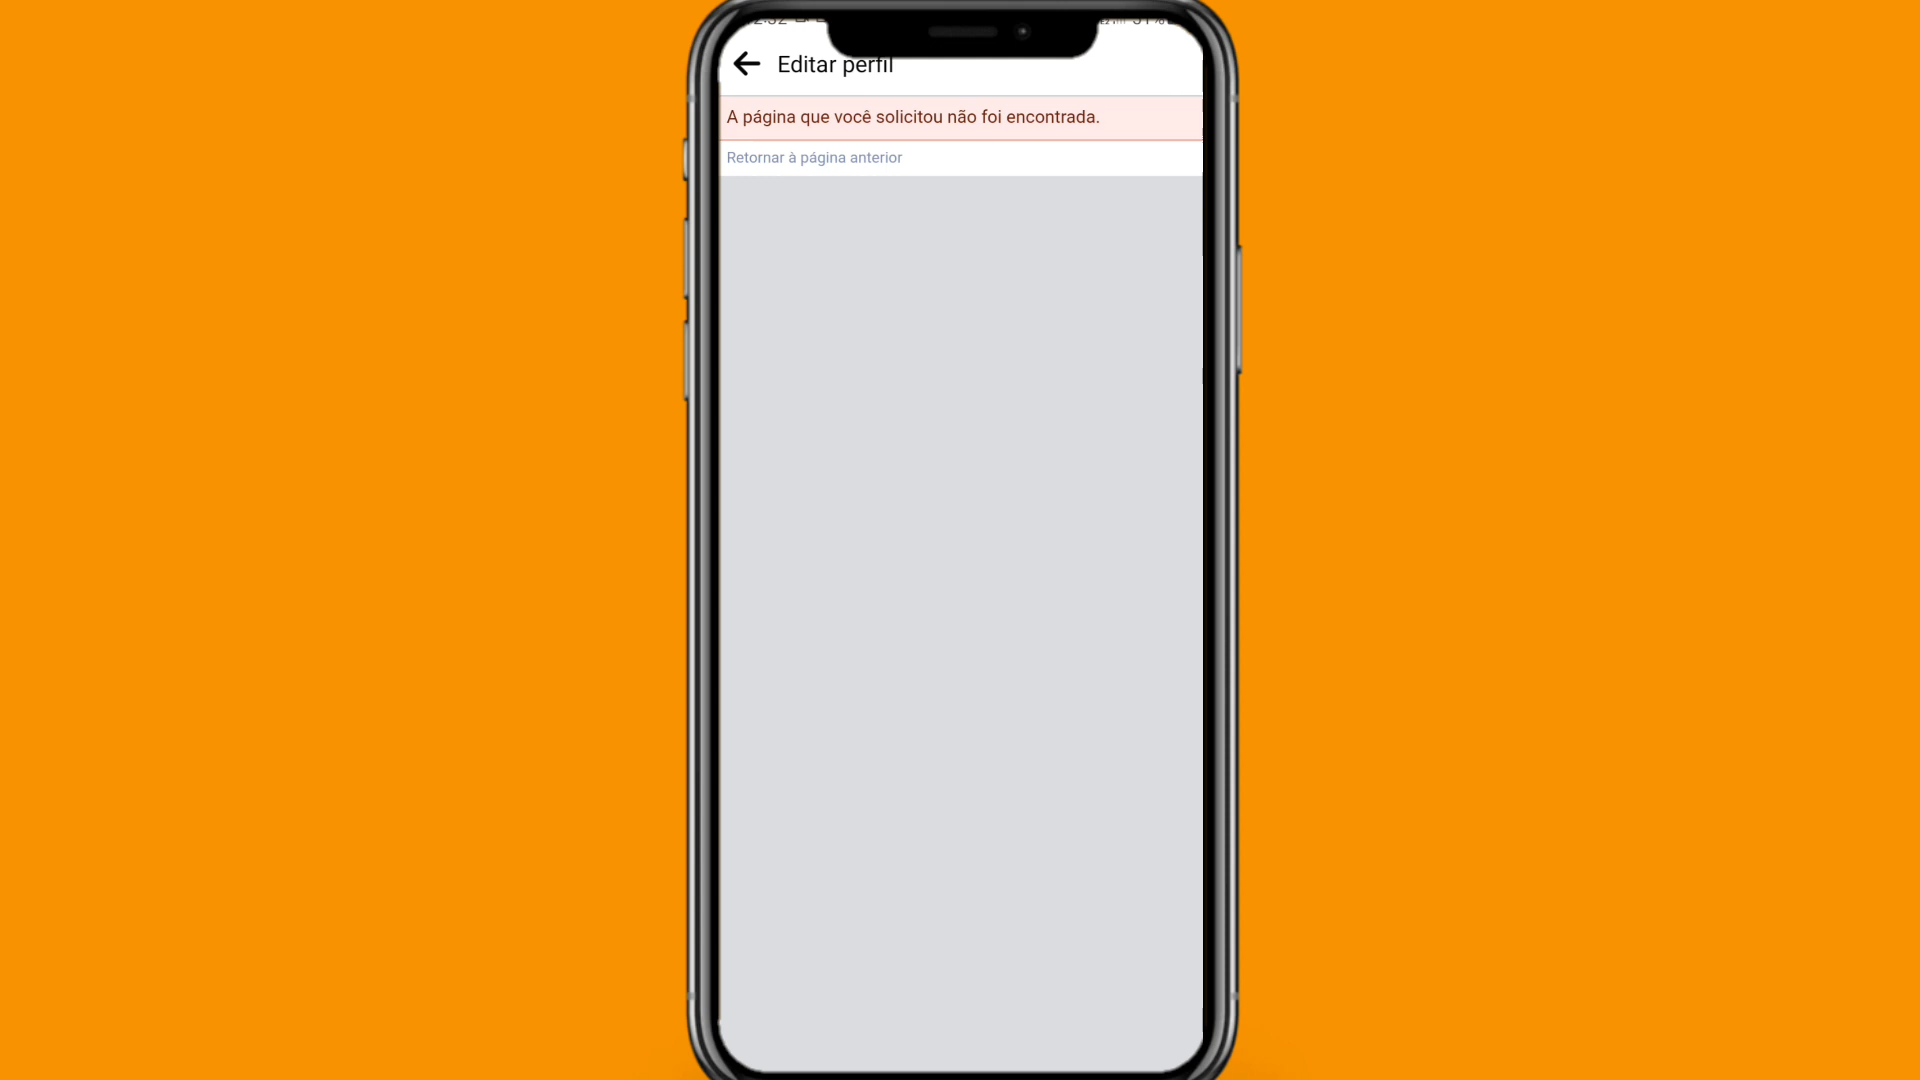 Editar perfil
A página que você solicitou não foi encontrada.
Retornar à página anterior